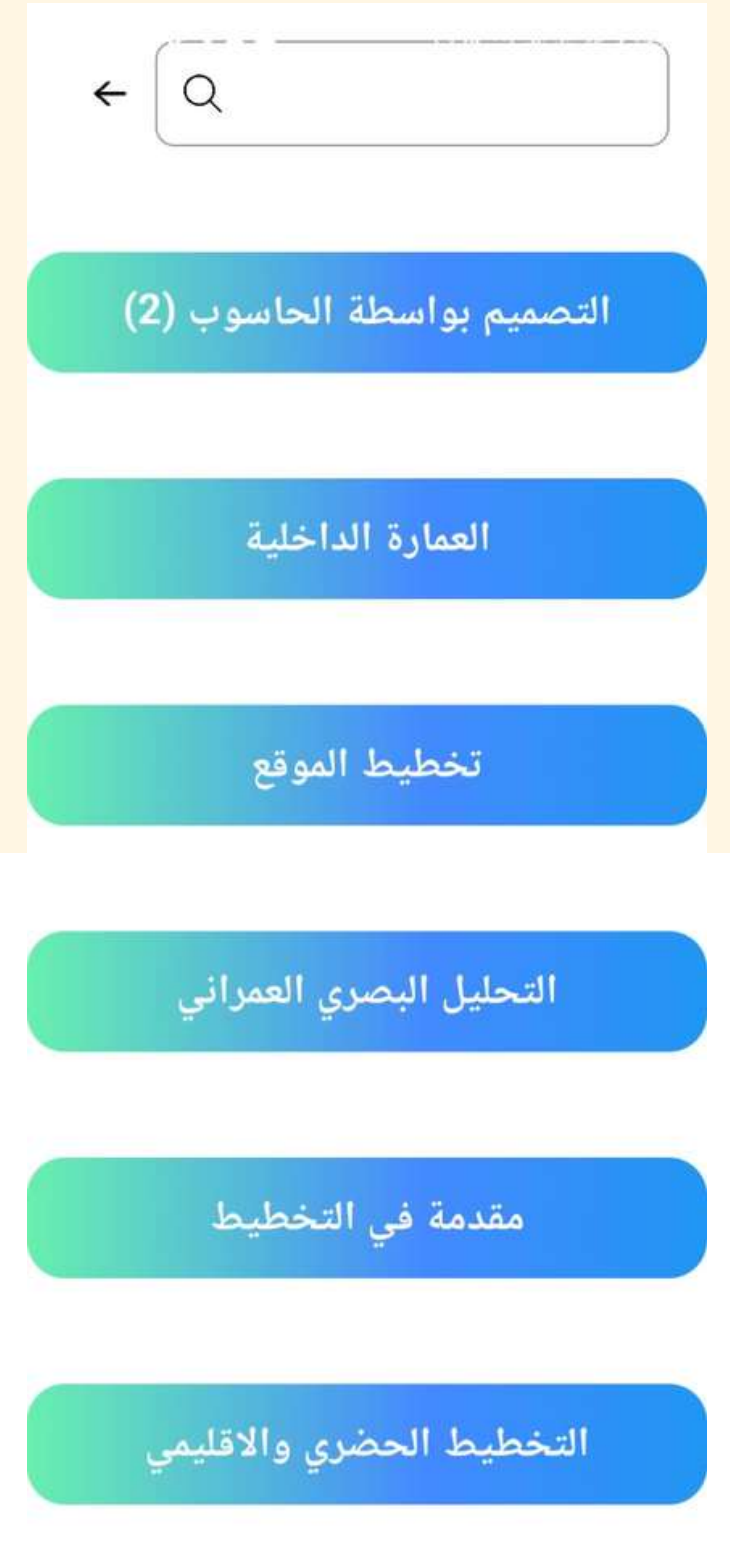 التصميم بواسطة الحاسوب (2)
العمارة الداخلية
تخطيط الموقع
التحليل البصري العمراني
مقدمة في التخطيط
التخطيط الحضري والاقليمي